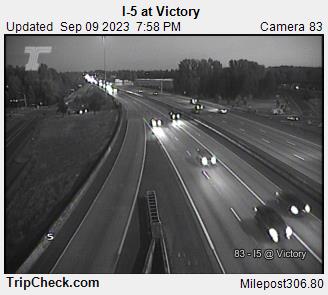 I-5 at Victory
Updated Sep 09 2023 7:58 PM Camera 83
T
S
83 - I5 @ Victory
TripCheck.com Milepost306.80